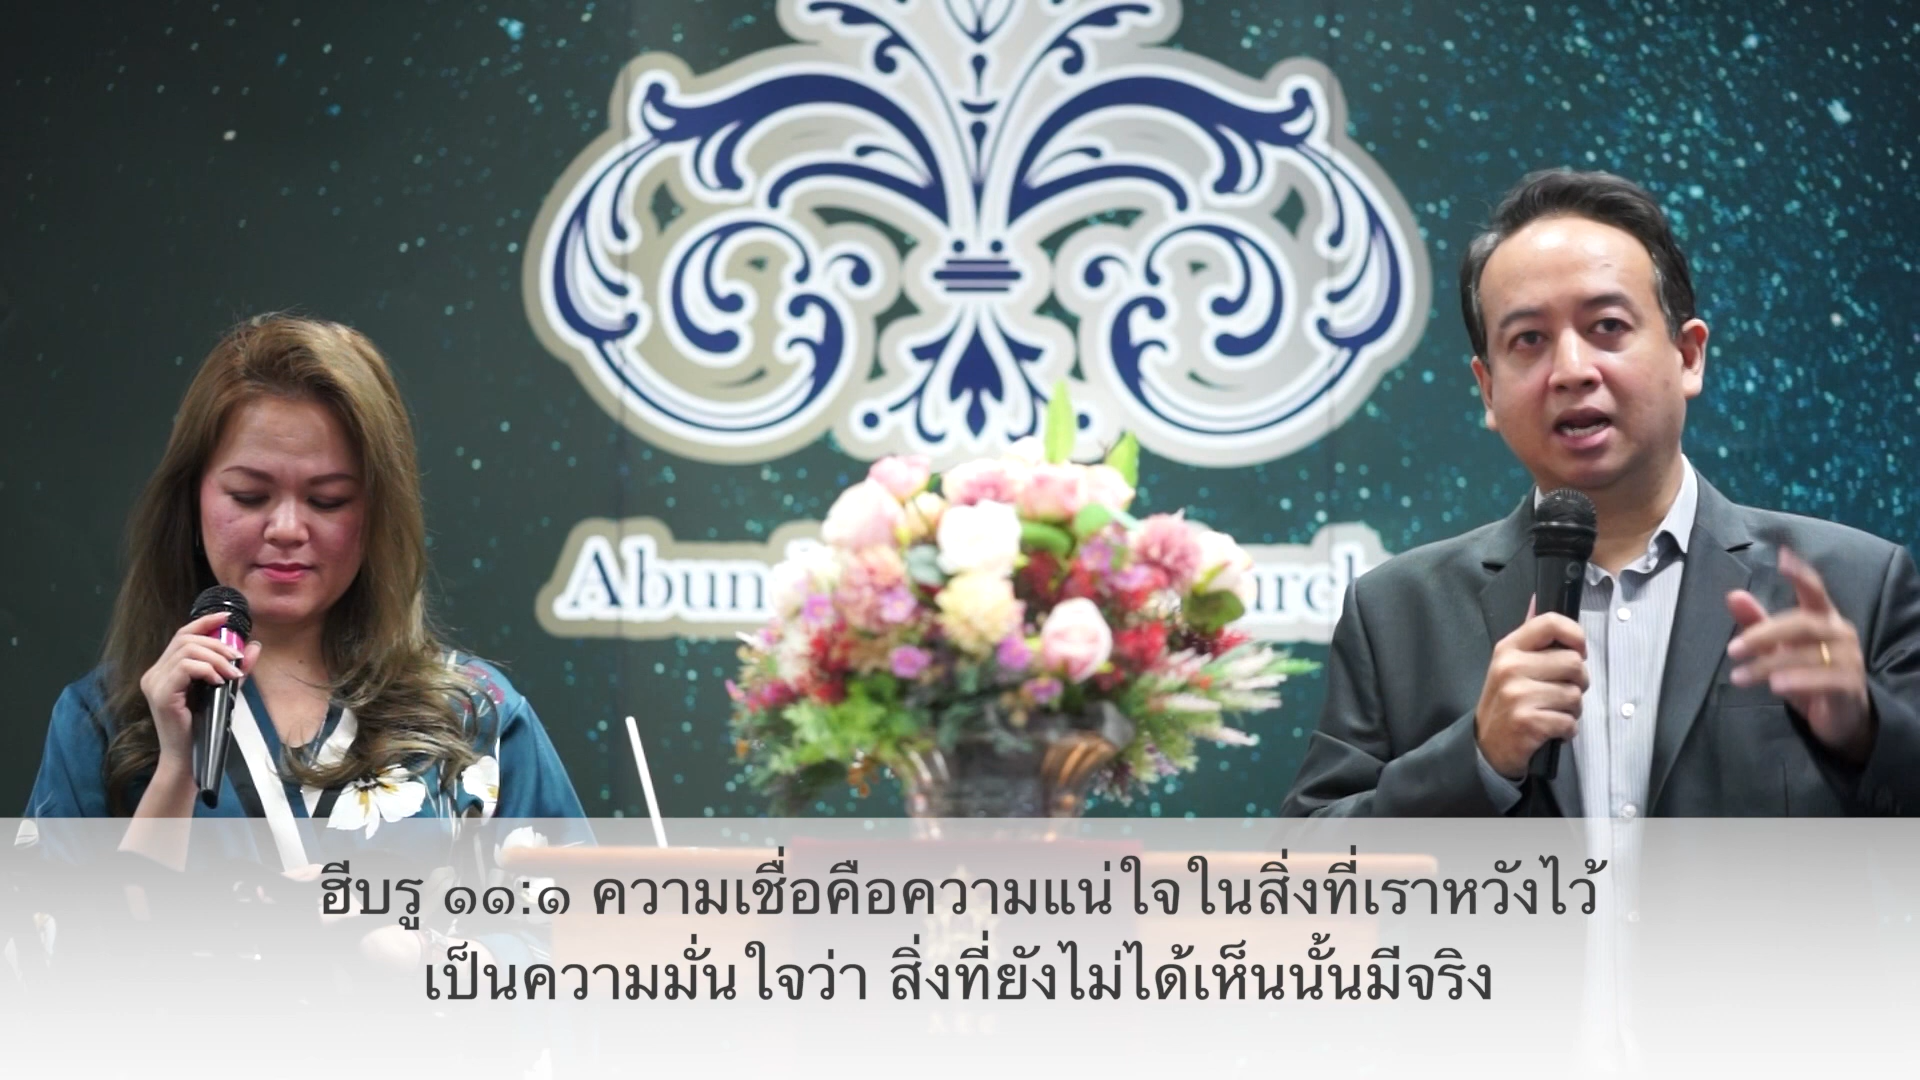 Abun urch
ฮีบรู ๑๑:๑ ความเชื่อคือความแน่ใจในสิ่งที่เราหวังไว้
เป็นความมั่นใจว่า สิ่งที่ยังไม่ได้เห็นนั้นมีจริง